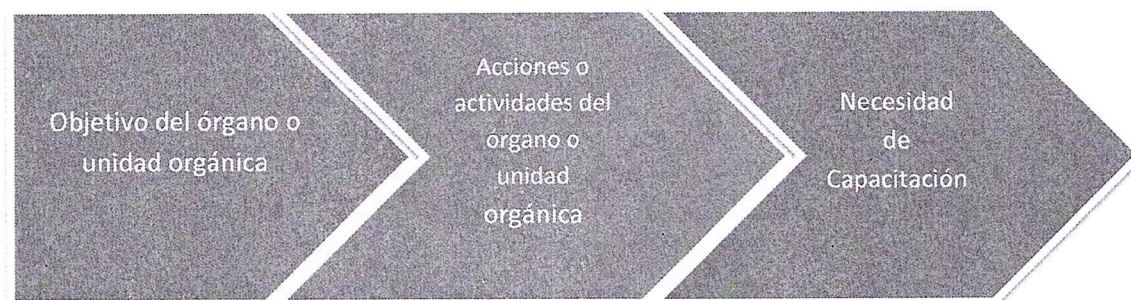 Objetivo del órgano o
unidad orgánica
Acciones o
actividades del
órgano o
unidad
orgánica
Necesidad
de
Capacitación